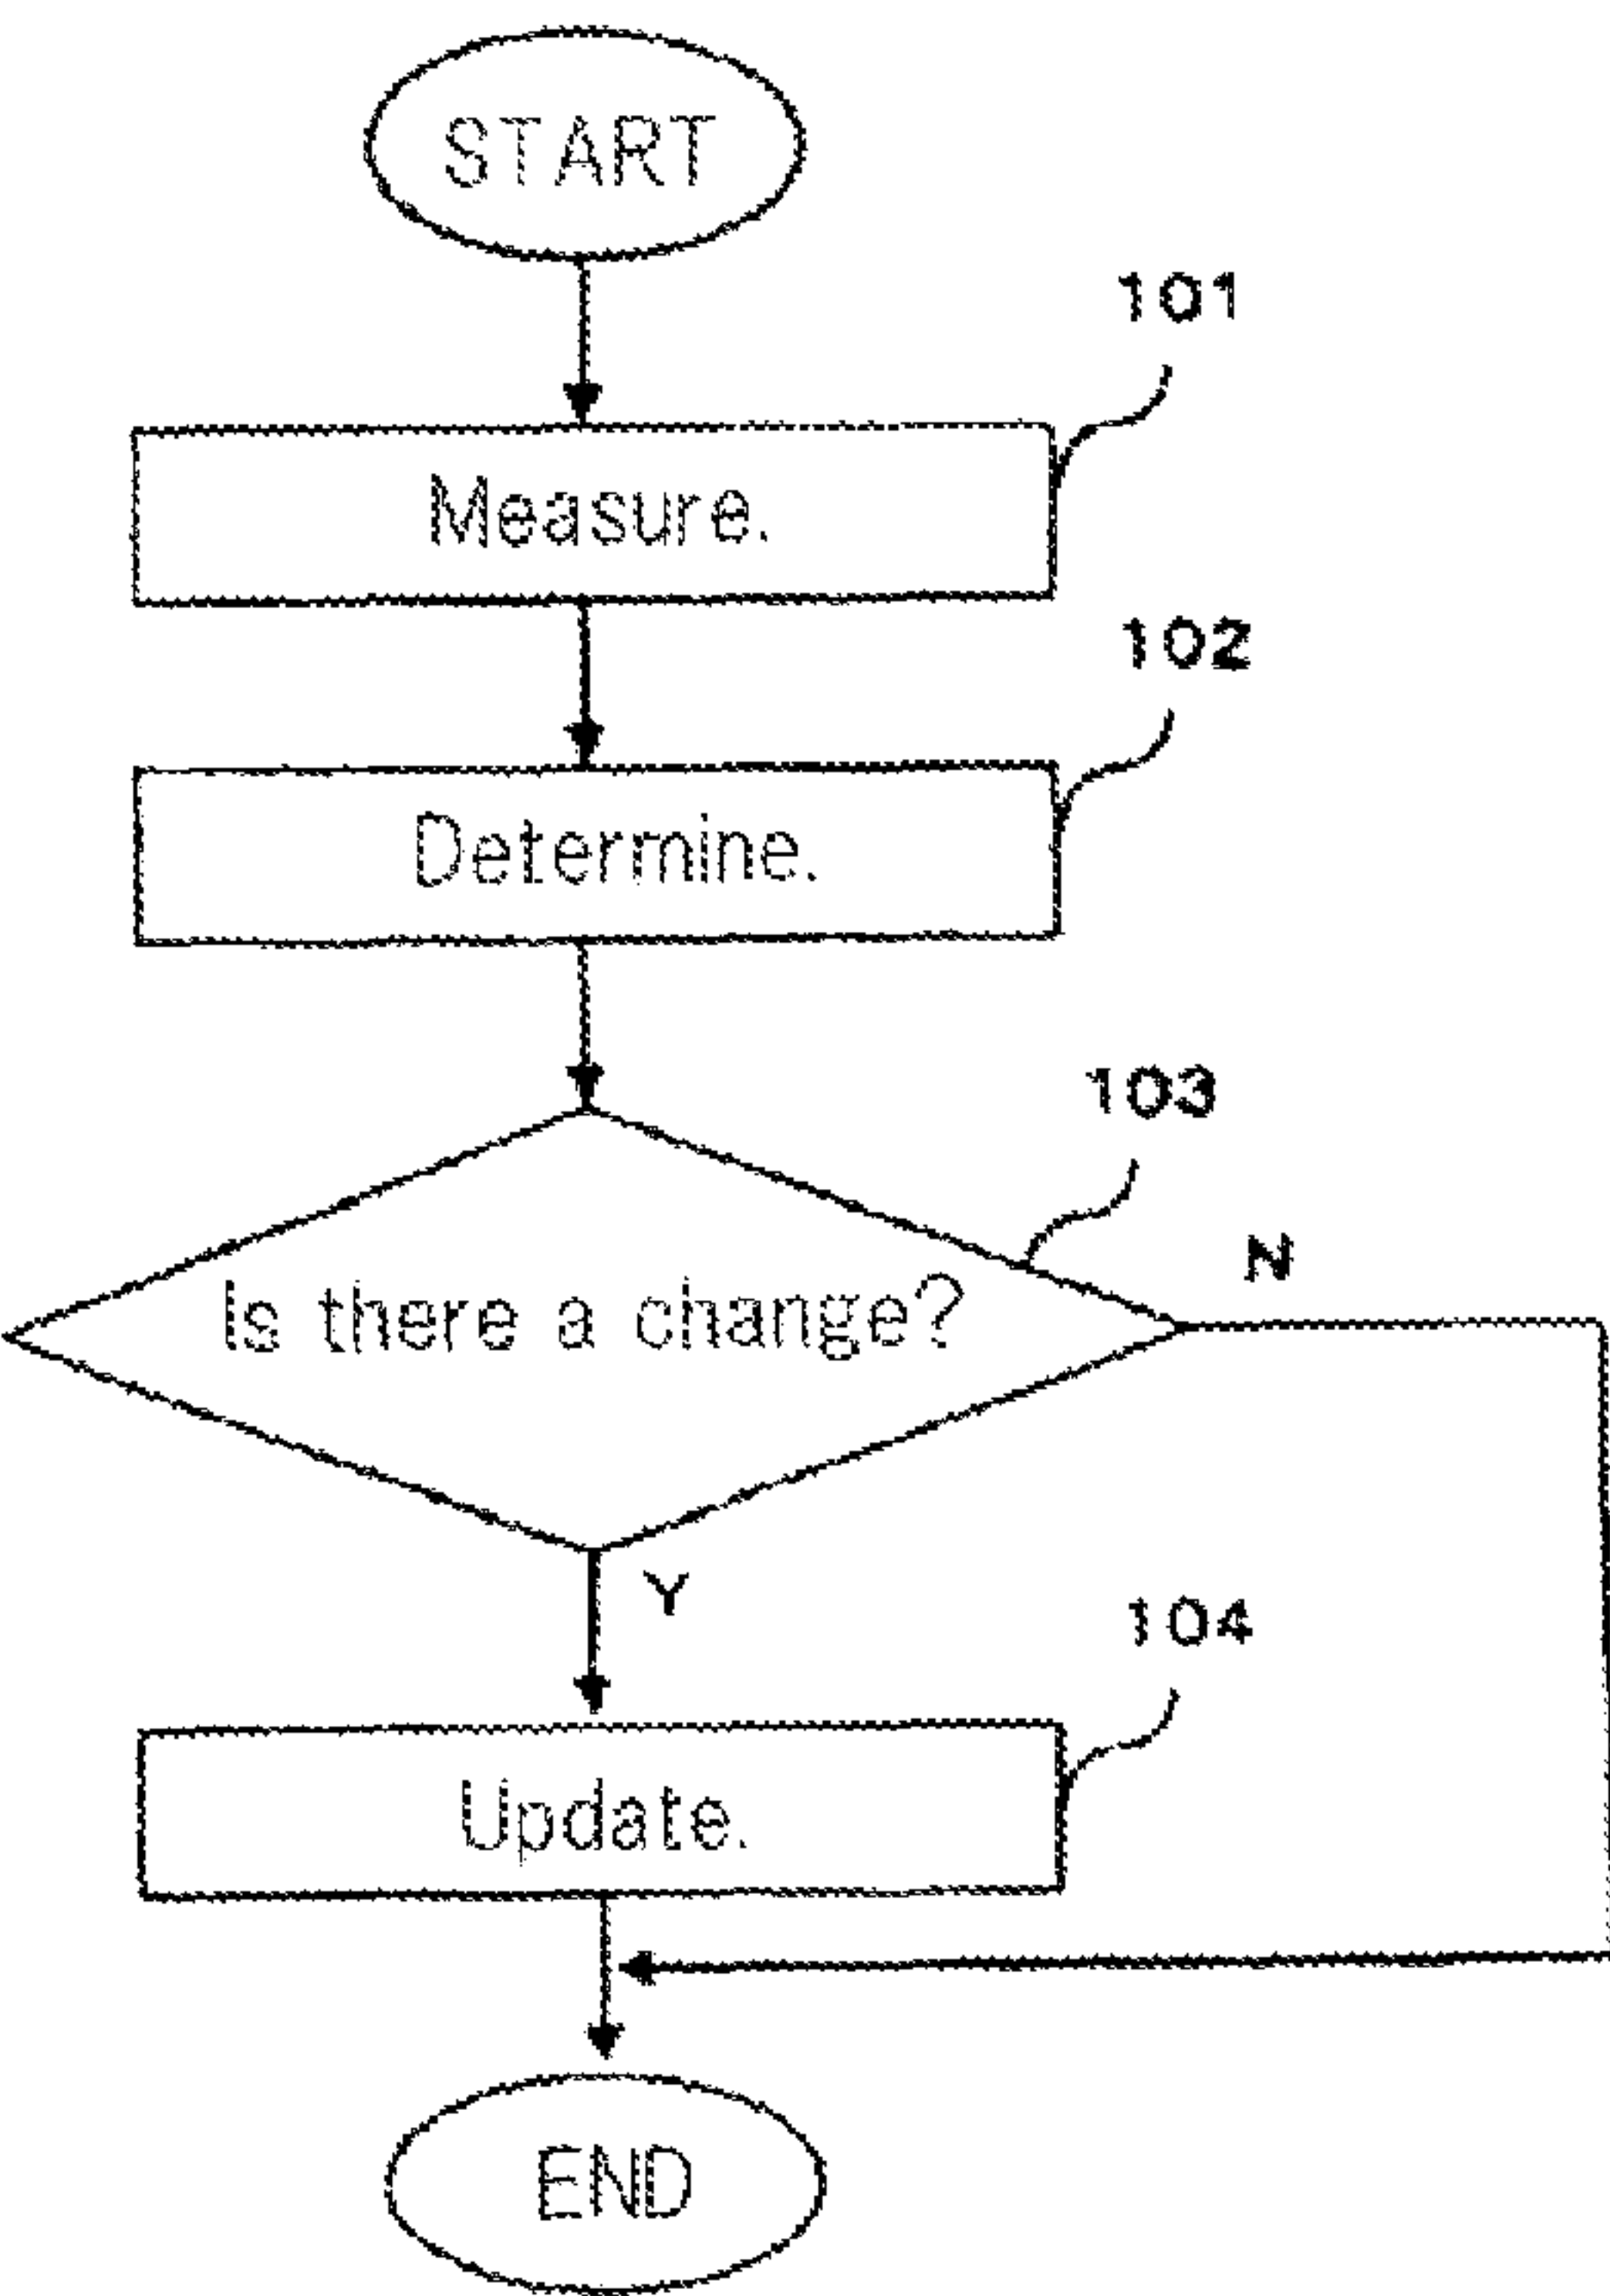 START
101
Measure.
102
Determine.
103
Is there a change?
N
Y
104
Update.
END